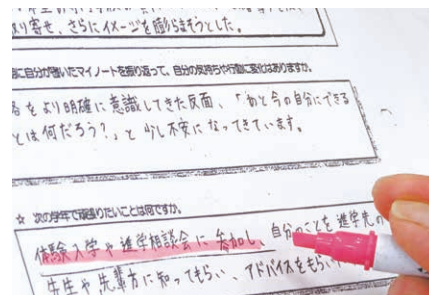 り寄せ、さらにイメージを膨らまそうとした。
に自分が書いたマイノートを振り返って、自分の気持ちや行動に変化はありますか。
をより明確に意識してきた反面、「今の自分にできる
とは何だろう？」と少し不安になってきています。
☆ 次の学年で頑張りたいことは何ですか。
体験入学や進学相談会に参加し、自分のことを進学先の
先生や先輩方に知ってもらい、アドバイスをもらい